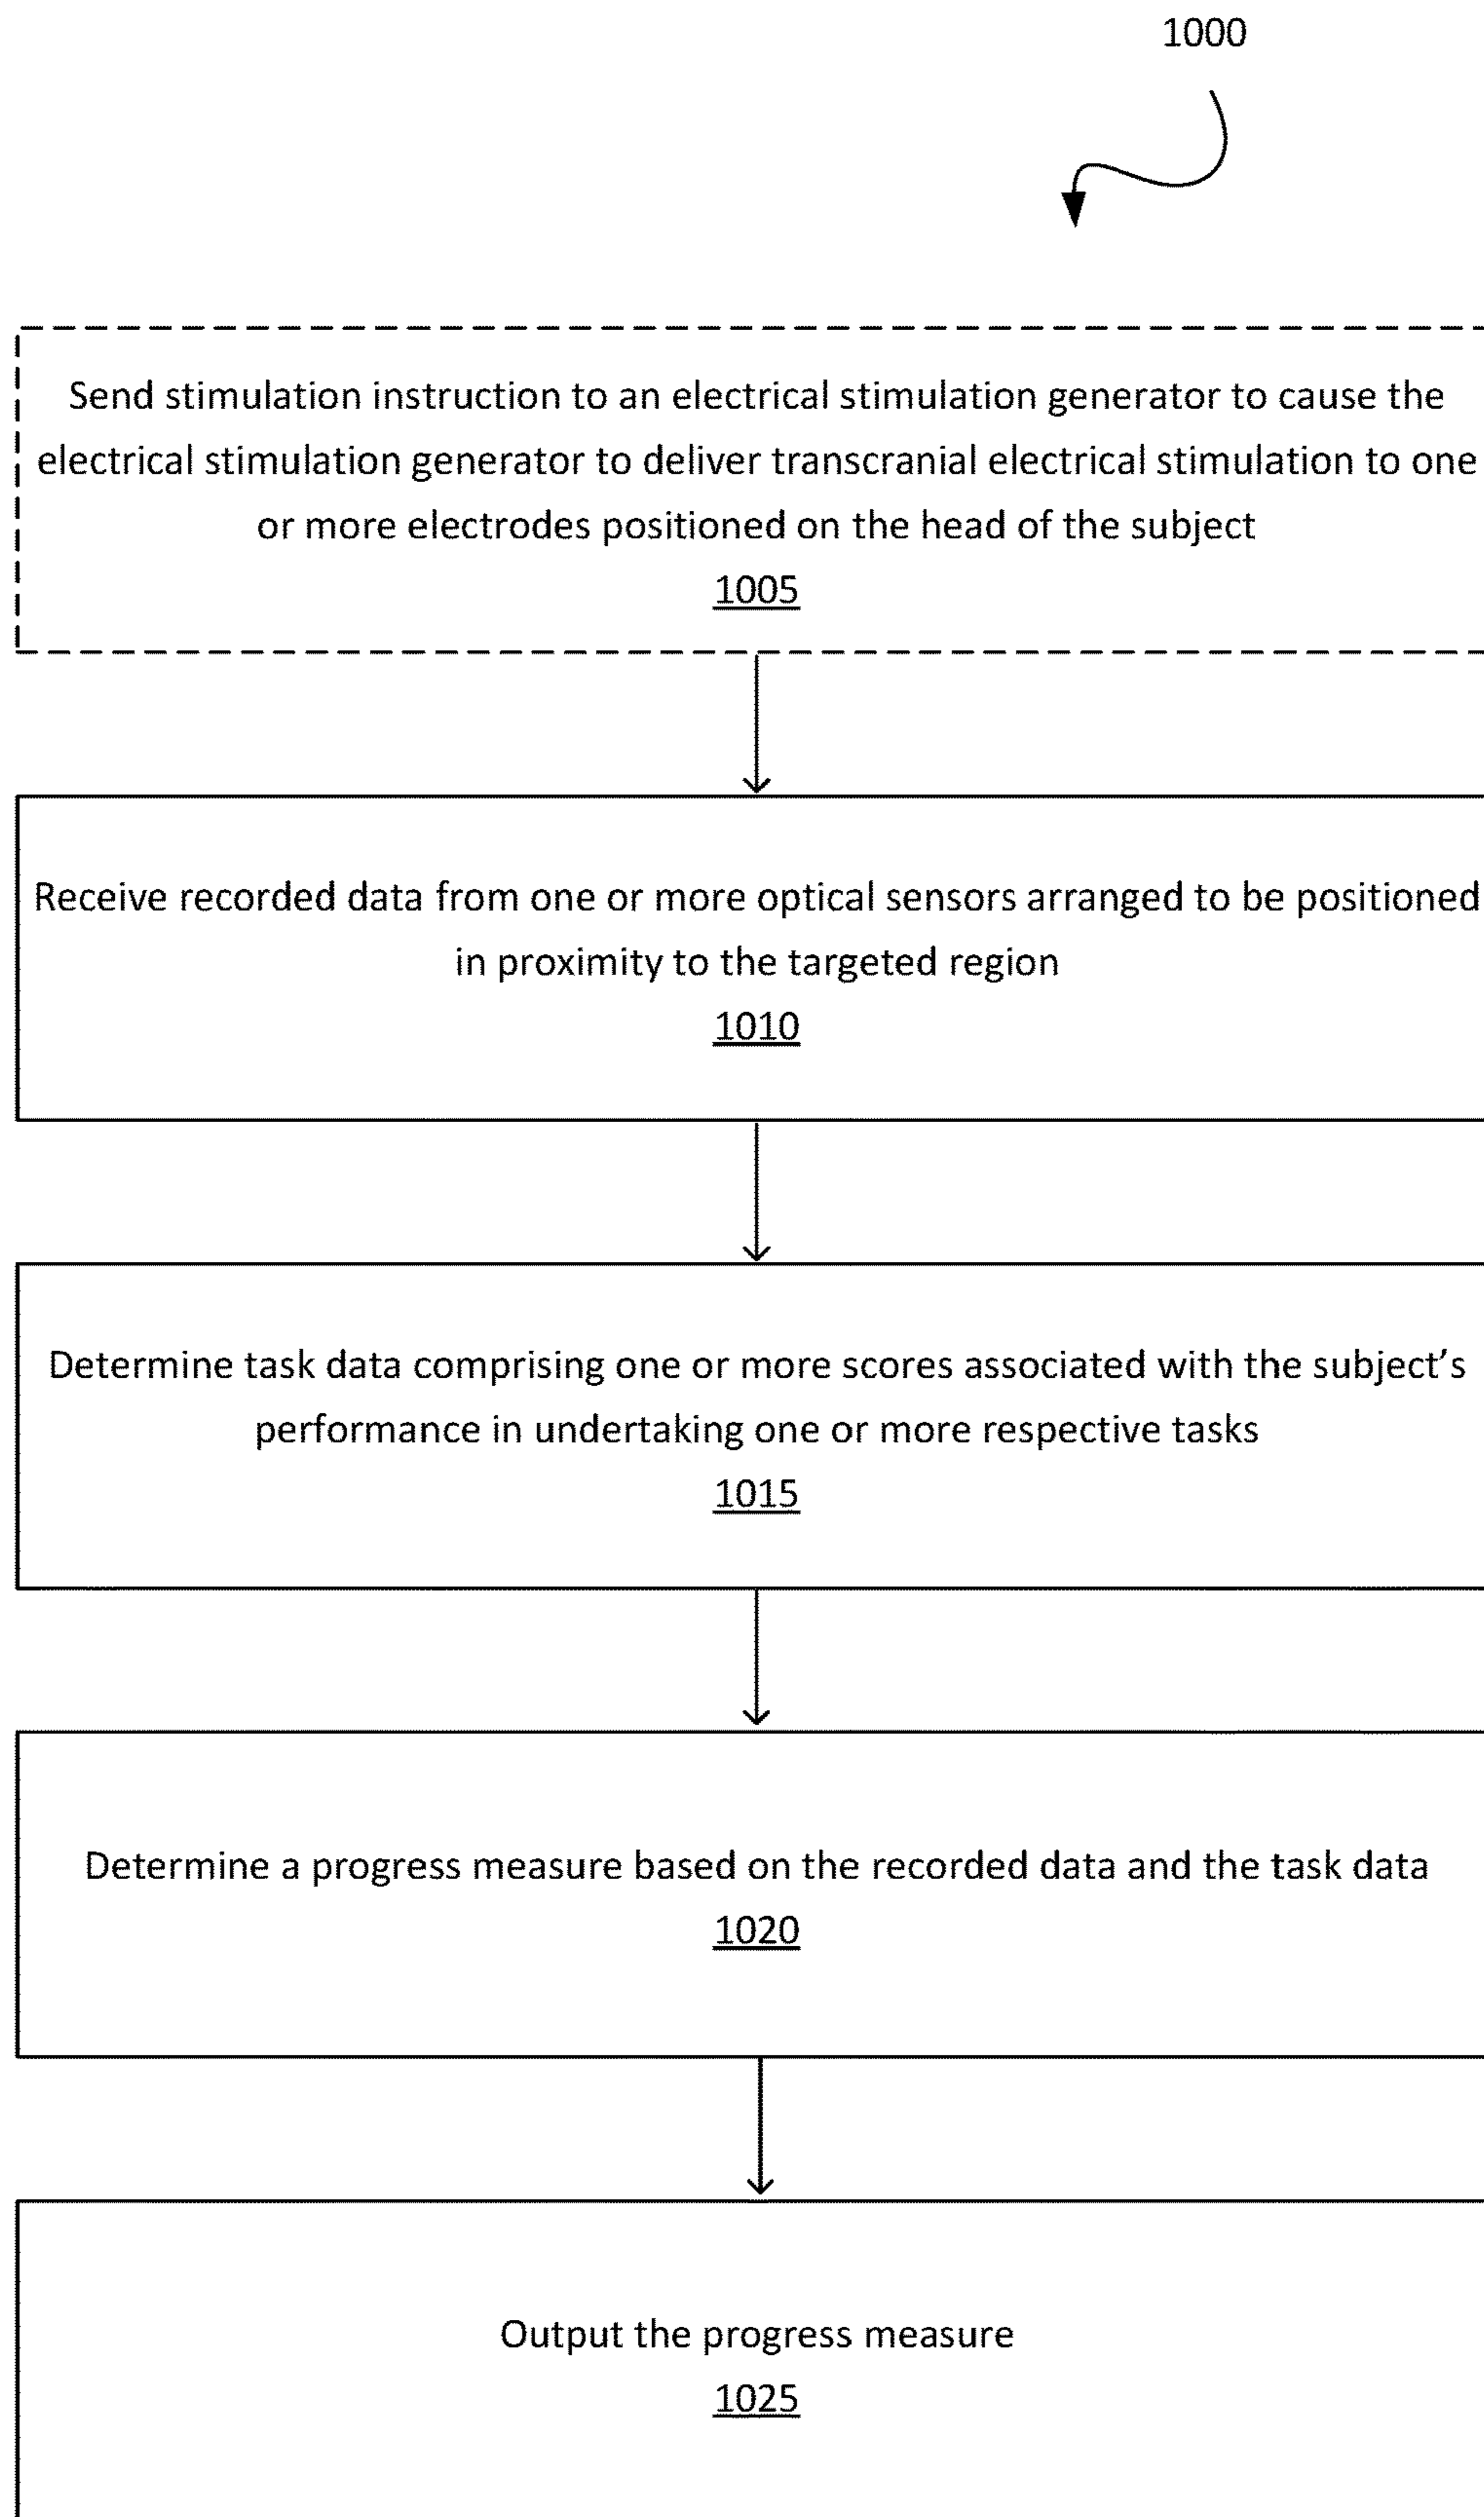 1000
Send stimulation instruction to an electrical stimulation generator to cause the
electrical stimulation generator to deliver transcranial electrical stimulation to one
or more electrodes positioned on the head of the subject
1005
Receive recorded data from one or more optical sensors arranged to be positioned
in proximity to the targeted region
1010
Determine task data comprising one or more scores associated with the subject’s
performance in undertaking one or more respective tasks
1015
Determine a progress measure based on the recorded data and the task data
1020
Output the progress measure
1025